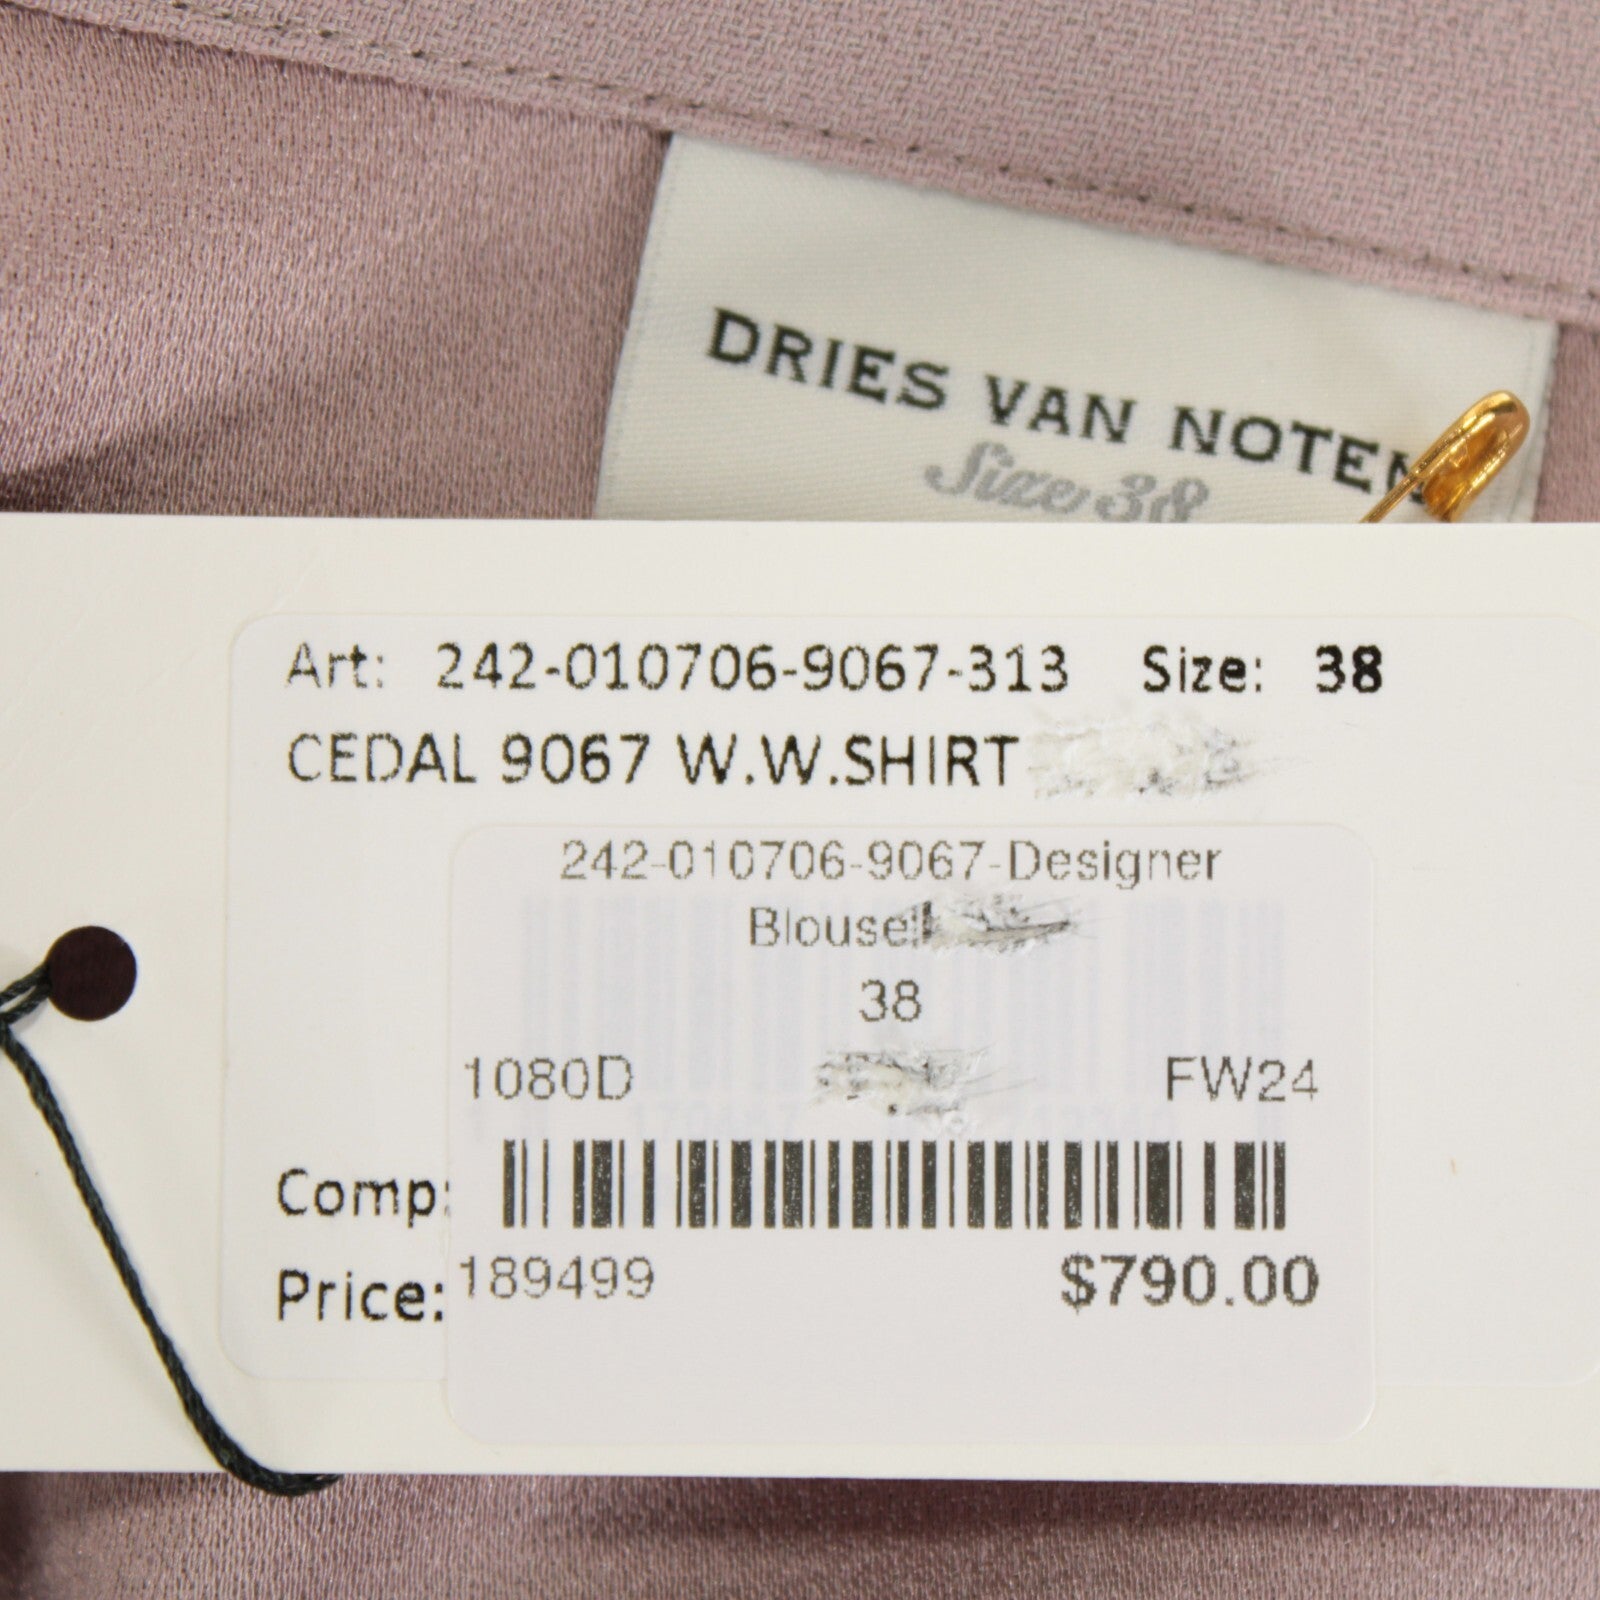 DRIES VAN NOTEN
Size 38
Art: 242-010706-9067-313 Size: 38
CEDAL 9067 W.W.SHIRT
242-010706-9067-Designer
Blouse
38
1080D FW24
Comp:
Price: 189499 $790.00